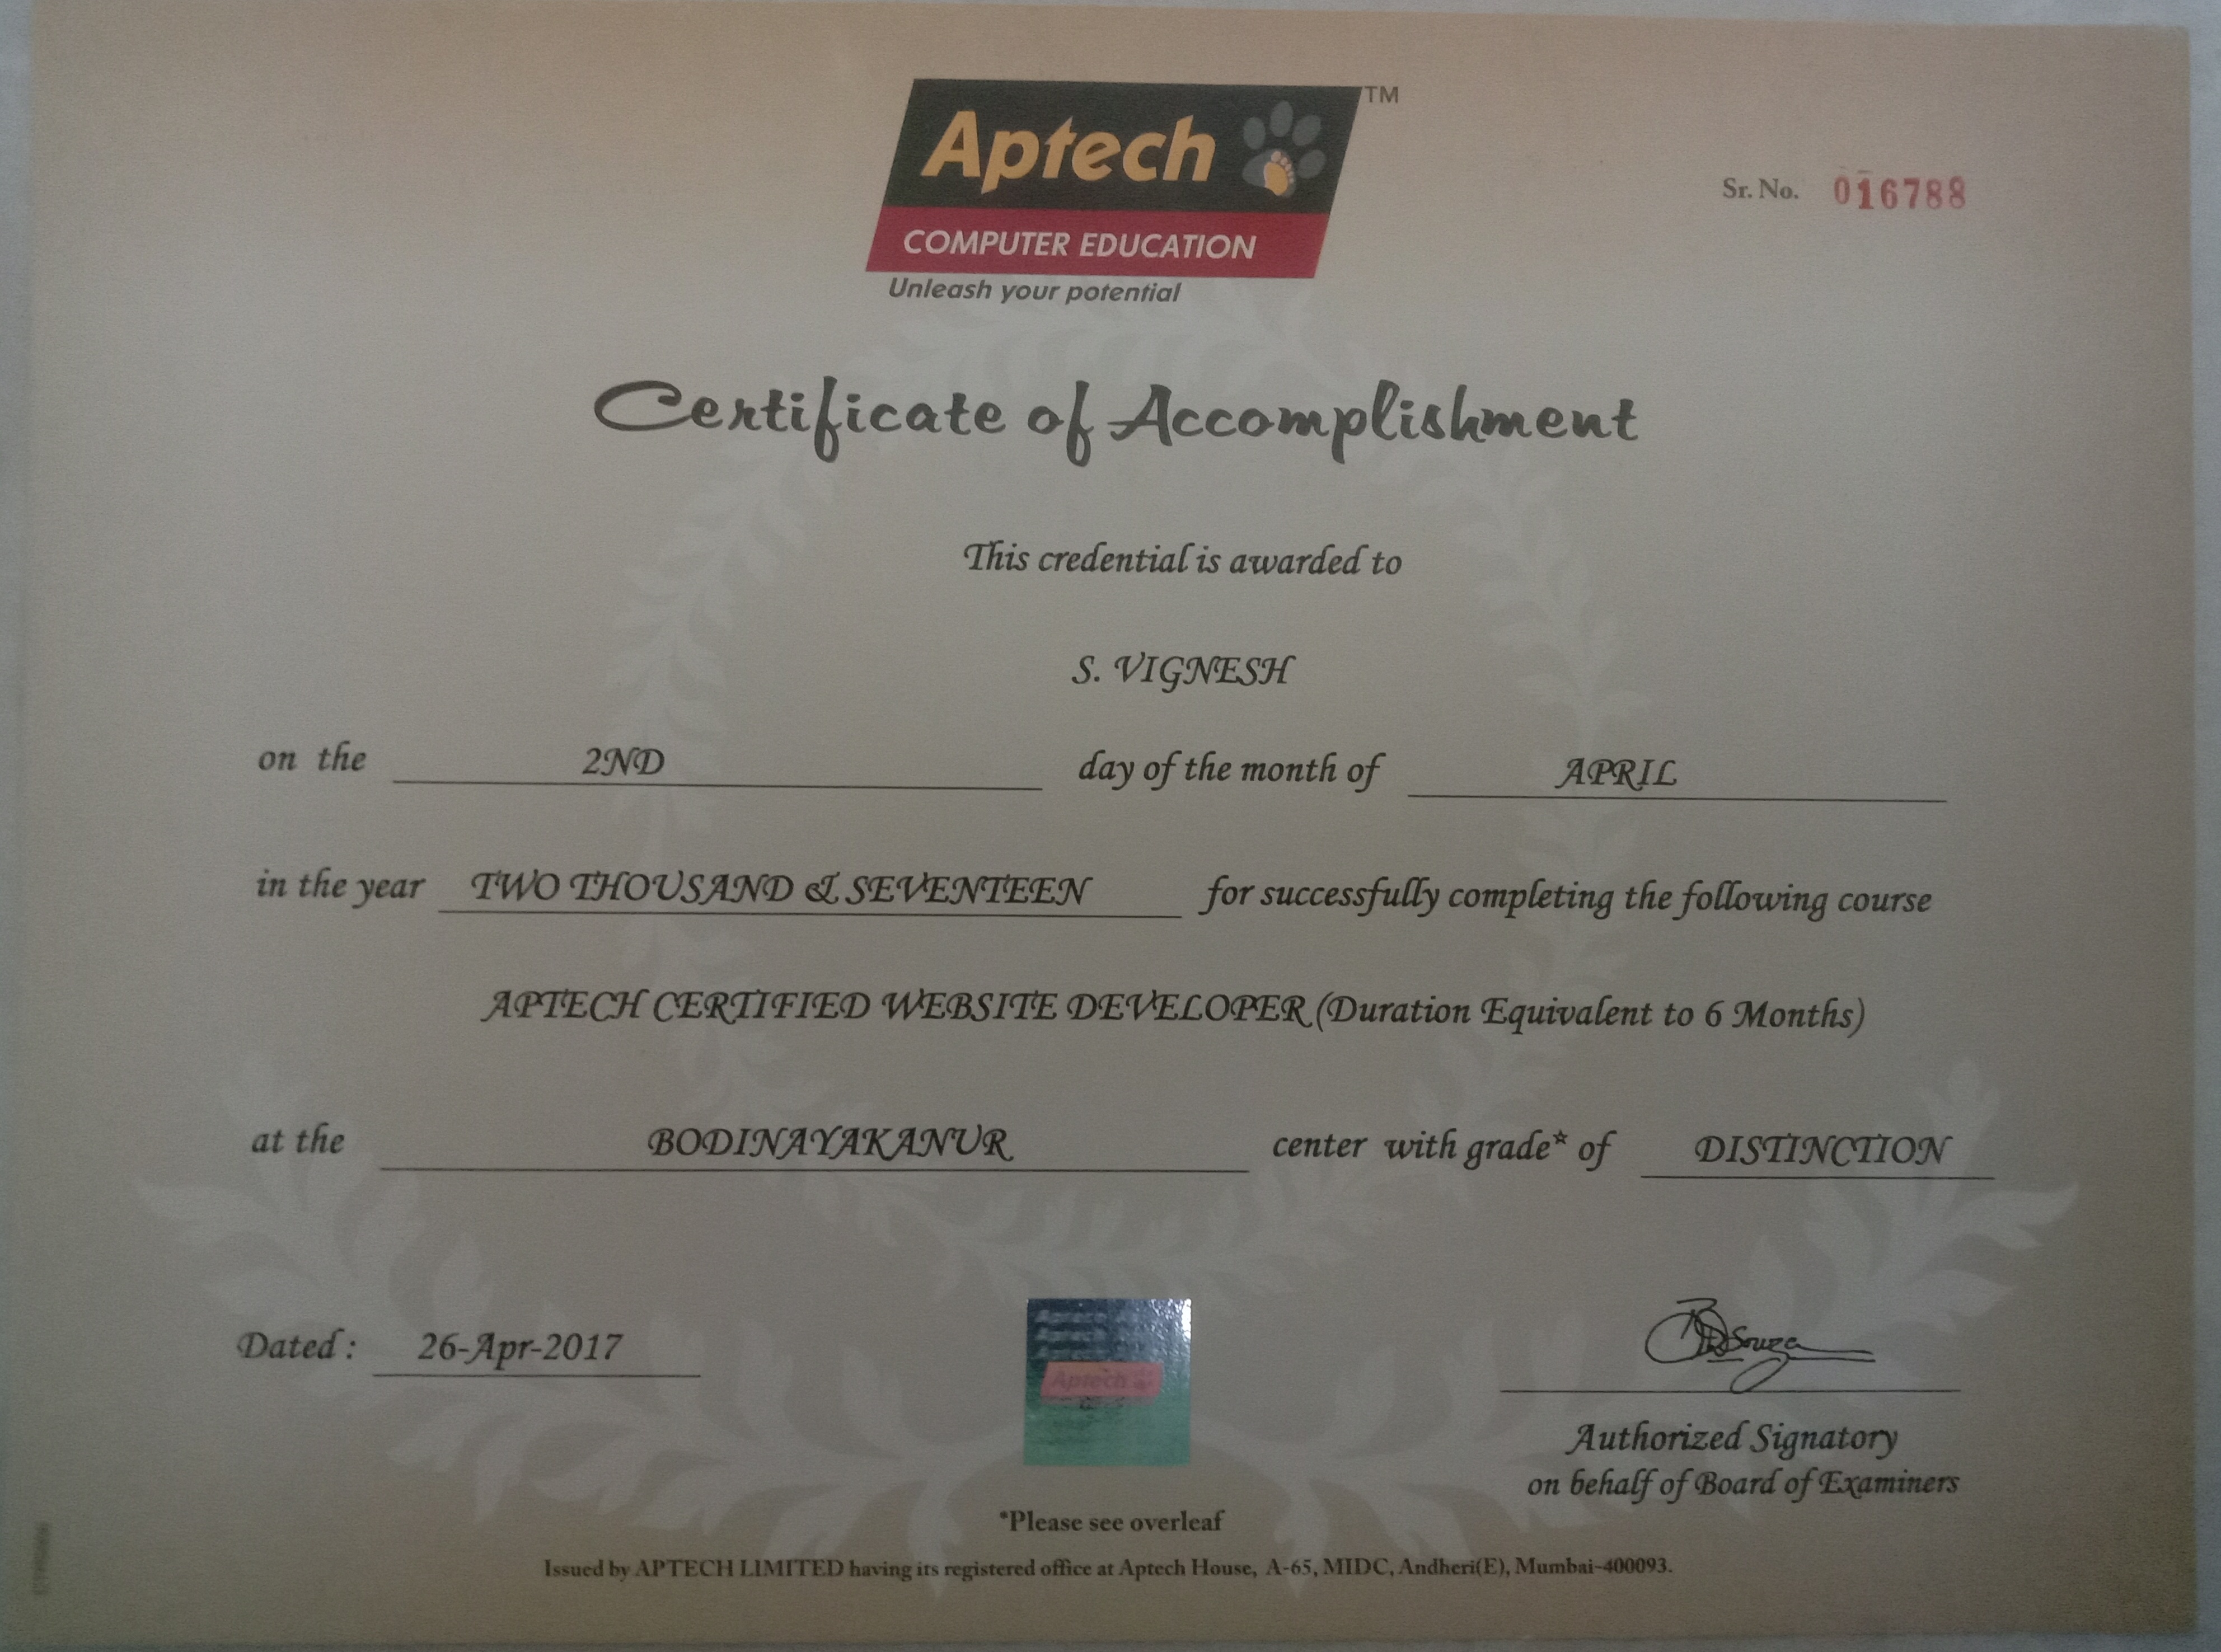 Aptech TM
COMPUTER EDUCATION
Unleash your potential
Sr. No. 016788
Certificate of Accomplishment
This credential is awarded to
S. VIGNESH
on the 2ND day of the month of APRIL
in the year TWO THOUSAND & SEVENTEEN for successfully completing the following course
APTECH CERTIFIED WEBSITE DEVELOPER (Duration Equivalent to 6 Months)
at the BODINAYAKANUR center with grade* of DISTINCTION
Dated : 26-Apr-2017
Aptech
DSouza
Authorized Signatory
on behalf of Board of Examiners
*Please see overleaf
Issued by APTECH LIMITED having its registered office at Aptech House, A-65, MIDC, Andheri(E), Mumbai-400093.